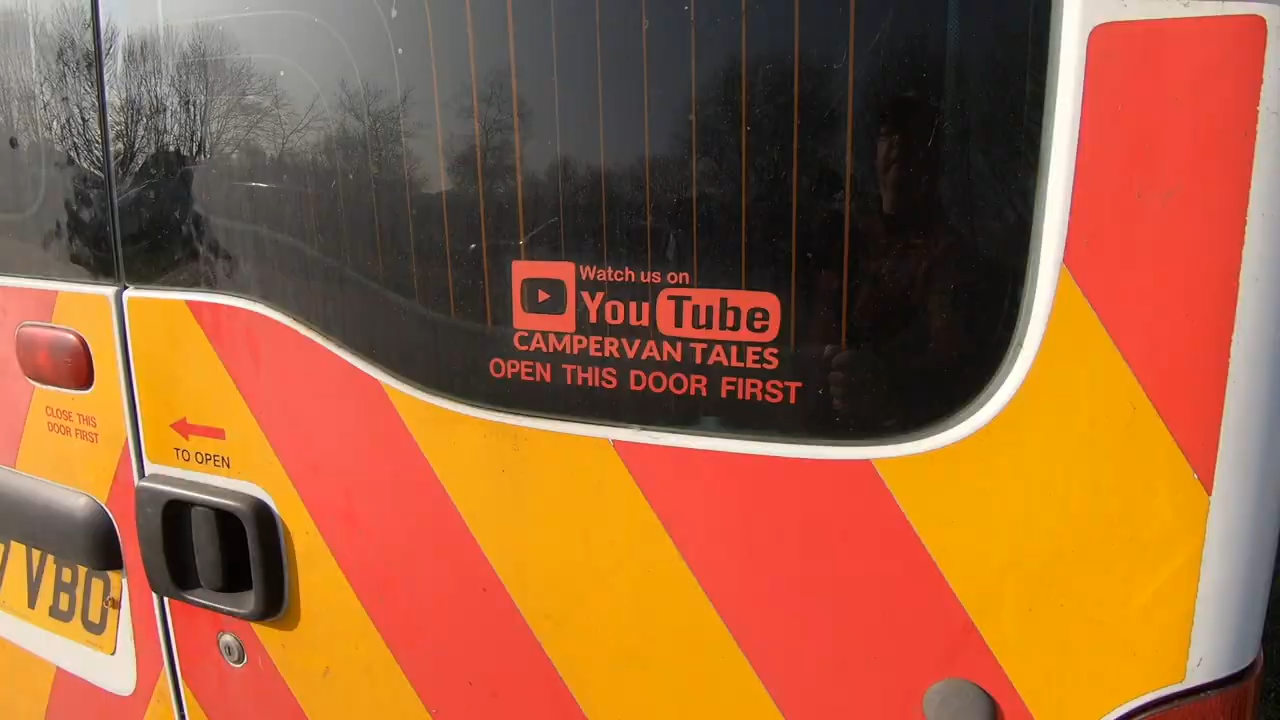 Watch us on
YouTube
CAMPERVAN TALES
OPEN THIS DOOR FIRST
CLOSE THIS
DOOR FIRST
TO OPEN
VBO